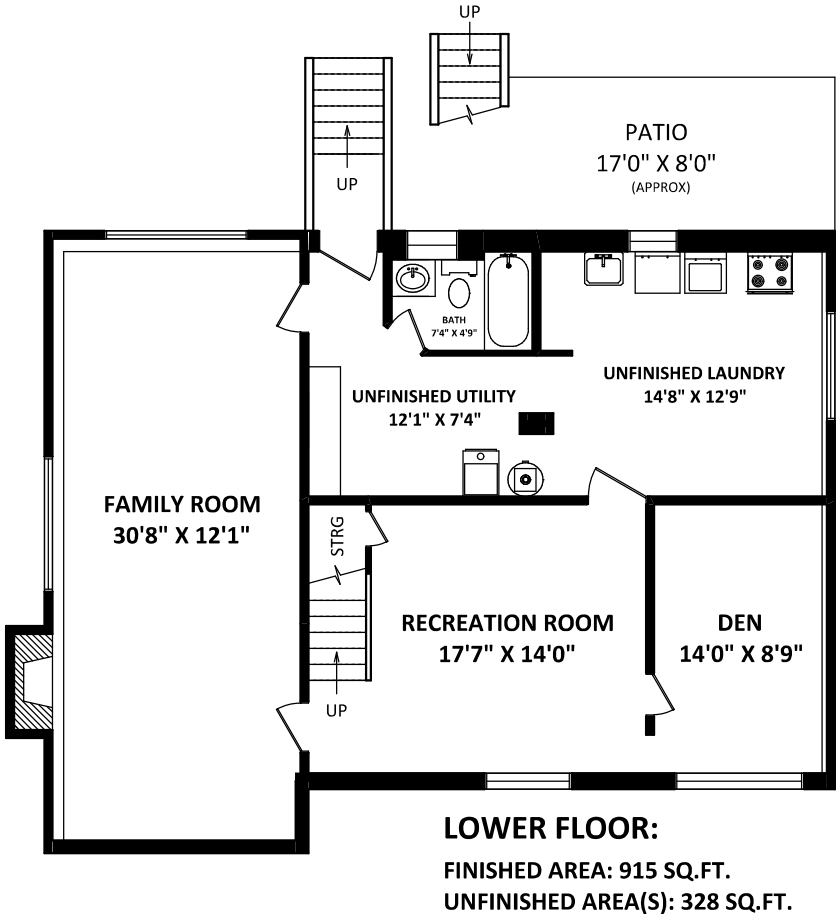 UP
PATIO
17'0" X 8'0"
(APPROX)
UP
BATH
7'4" X 4'9"
UNFINISHED LAUNDRY
14'8" X 12'9"
UNFINISHED UTILITY
12'1" X 7'4"
FAMILY ROOM
30'8" X 12'1"
STRG
RECREATION ROOM
17'7" X 14'0"
DEN
14'0" X 8'9"
UP
LOWER FLOOR:
FINISHED AREA: 915 SQ.FT.
UNFINISHED AREA(S): 328 SQ.FT.